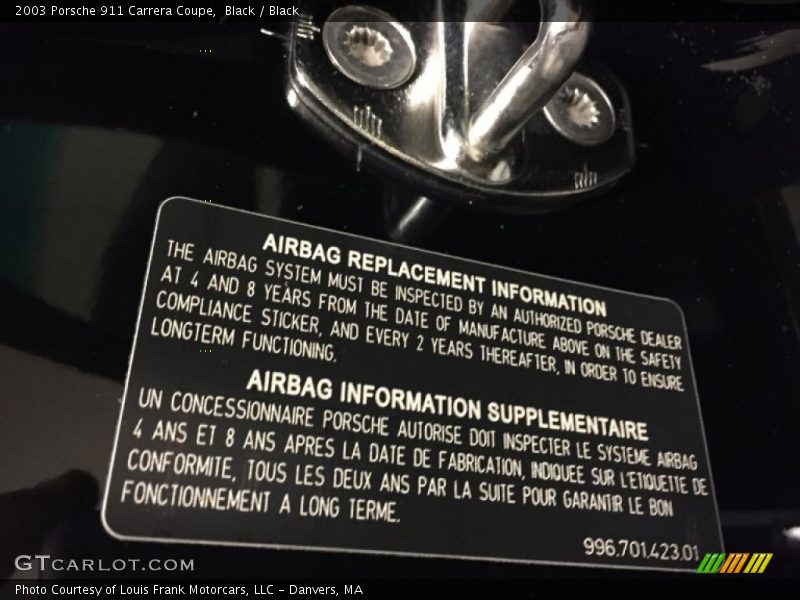 2003 Porsche 911 Carrera Coupe,  Black / Black
AIRBAG REPLACEMENT INFORMATION
THE AIRBAG SYSTEM MUST BE INSPECTED BY AN AUTHORIZED PORSCHE DEALER
AT 4 AND 8 YEARS FROM THE DATE OF MANUFACTURE ABOVE ON THE SAFETY
COMPLIANCE STICKER, AND EVERY 2 YEARS THEREAFTER, IN ORDER TO ENSURE
LONGTERM FUNCTIONING.
AIRBAG INFORMATION SUPPLEMENTAIRE
UN CONCESSIONNAIRE PORSCHE AUTORISE DOIT INSPECTER LE SYSTEME AIRBAG
4 ANS ET 8 ANS APRES LA DATE DE FABRICATION, INDIQUEE SUR L'ETIQUETTE DE
CONFORMITE, TOUS LES DEUX ANS PAR LA SUITE POUR GARANTIR LE BON
FONCTIONNEMENT A LONG TERME.
996.701.423.01
GTCARLOT.COM
Photo Courtesy of Louis Frank Motorcars, LLC – Danvers, MA